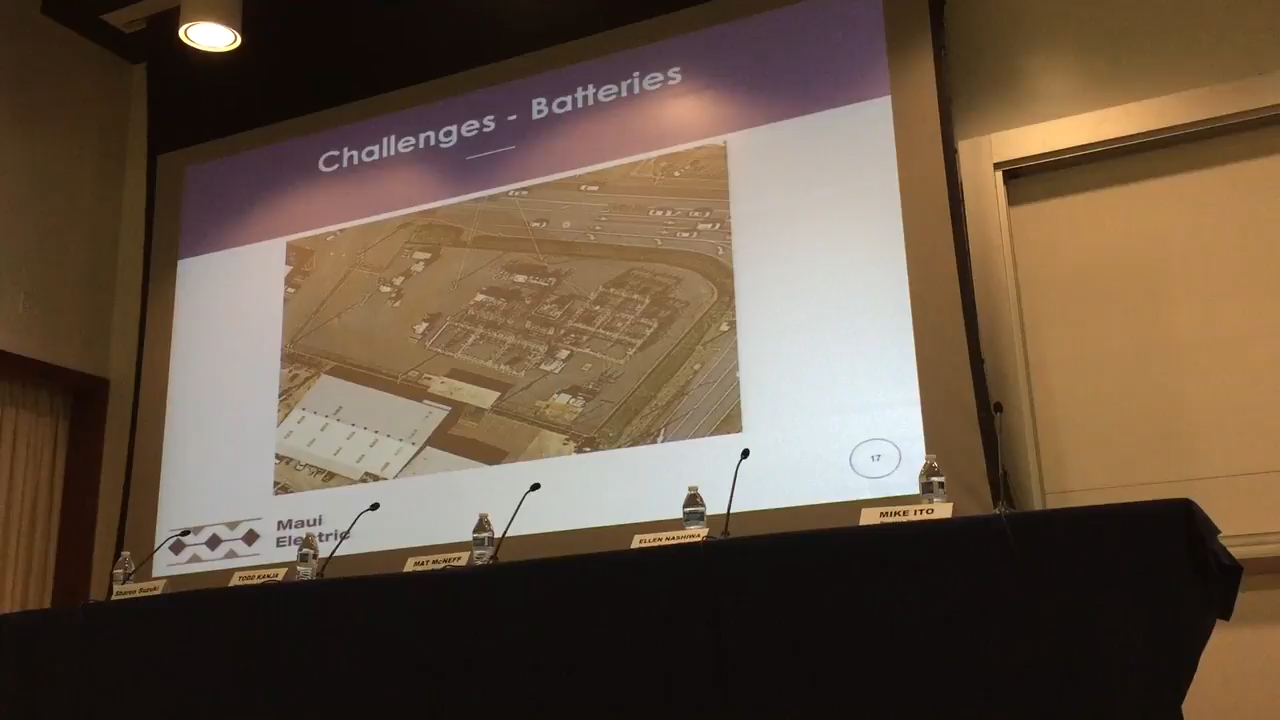 Challenges - Batteries
17
Maui
Electric
Sharon Suzuki
TODD KANJA
MAT McNEFF
ELLEN NASHIWA
MIKE ITO